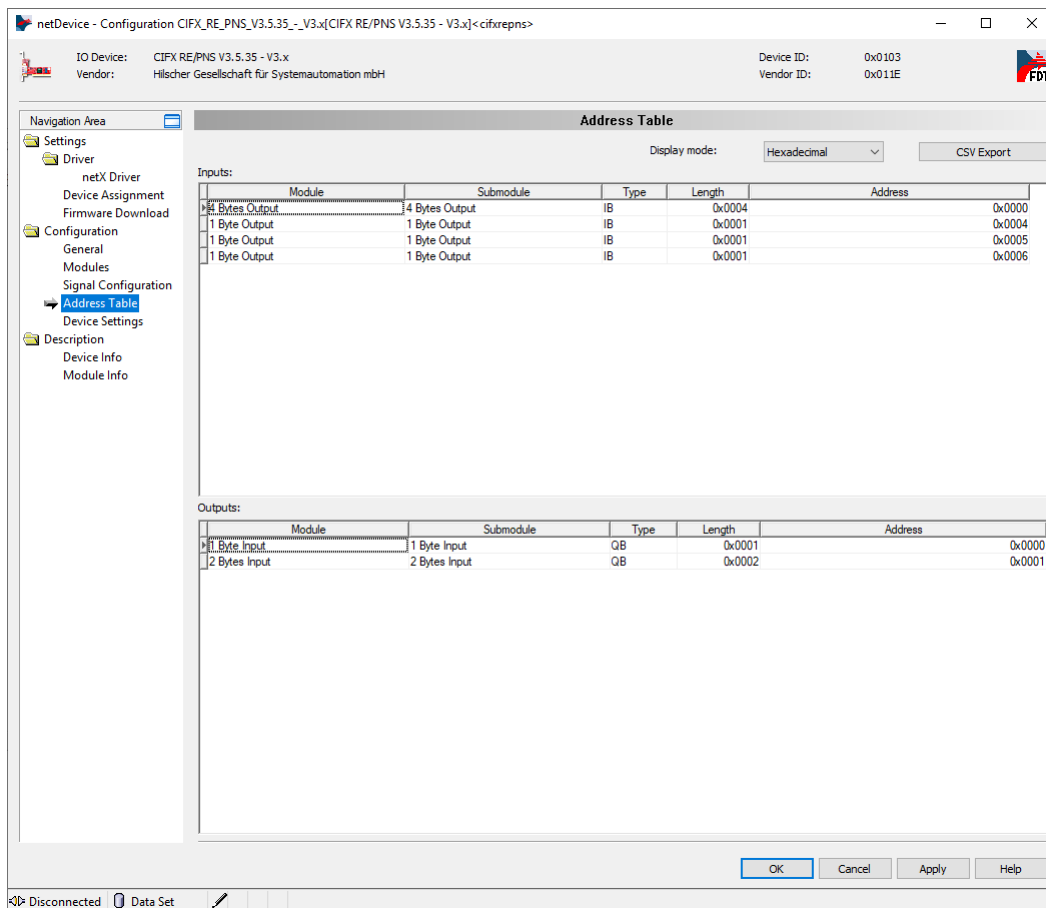 netDevice - Configuration CIFX_RE_PNS_V3.5.35_-_V3.x[CIFX RE/PNS V3.5.35 - V3.x]<cifxrepns>
IO Device: CIFX RE/PNS V3.5.35 - V3.x Device ID: 0x0103
Vendor: Hilscher Gesellschaft für Systemautomation mbH Vendor ID: 0x011E
FDT
Navigation Area
Settings
Driver
netX Driver
Device Assignment
Firmware Download
Configuration
General
Modules
Signal Configuration
Address Table
Device Settings
Description
Device Info
Module Info
Address Table
Display mode: Hexadecimal CSV Export
Inputs:
Module Submodule Type Length Address
4 Bytes Output 4 Bytes Output IB 0x0004 0x0000
1 Byte Output 1 Byte Output IB 0x0001 0x0004
1 Byte Output 1 Byte Output IB 0x0001 0x0005
1 Byte Output 1 Byte Output IB 0x0001 0x0006
Outputs:
Module Submodule Type Length Address
1 Byte Input 1 Byte Input QB 0x0001 0x0000
2 Bytes Input 2 Bytes Input QB 0x0002 0x0001
OK Cancel Apply Help
Disconnected Data Set